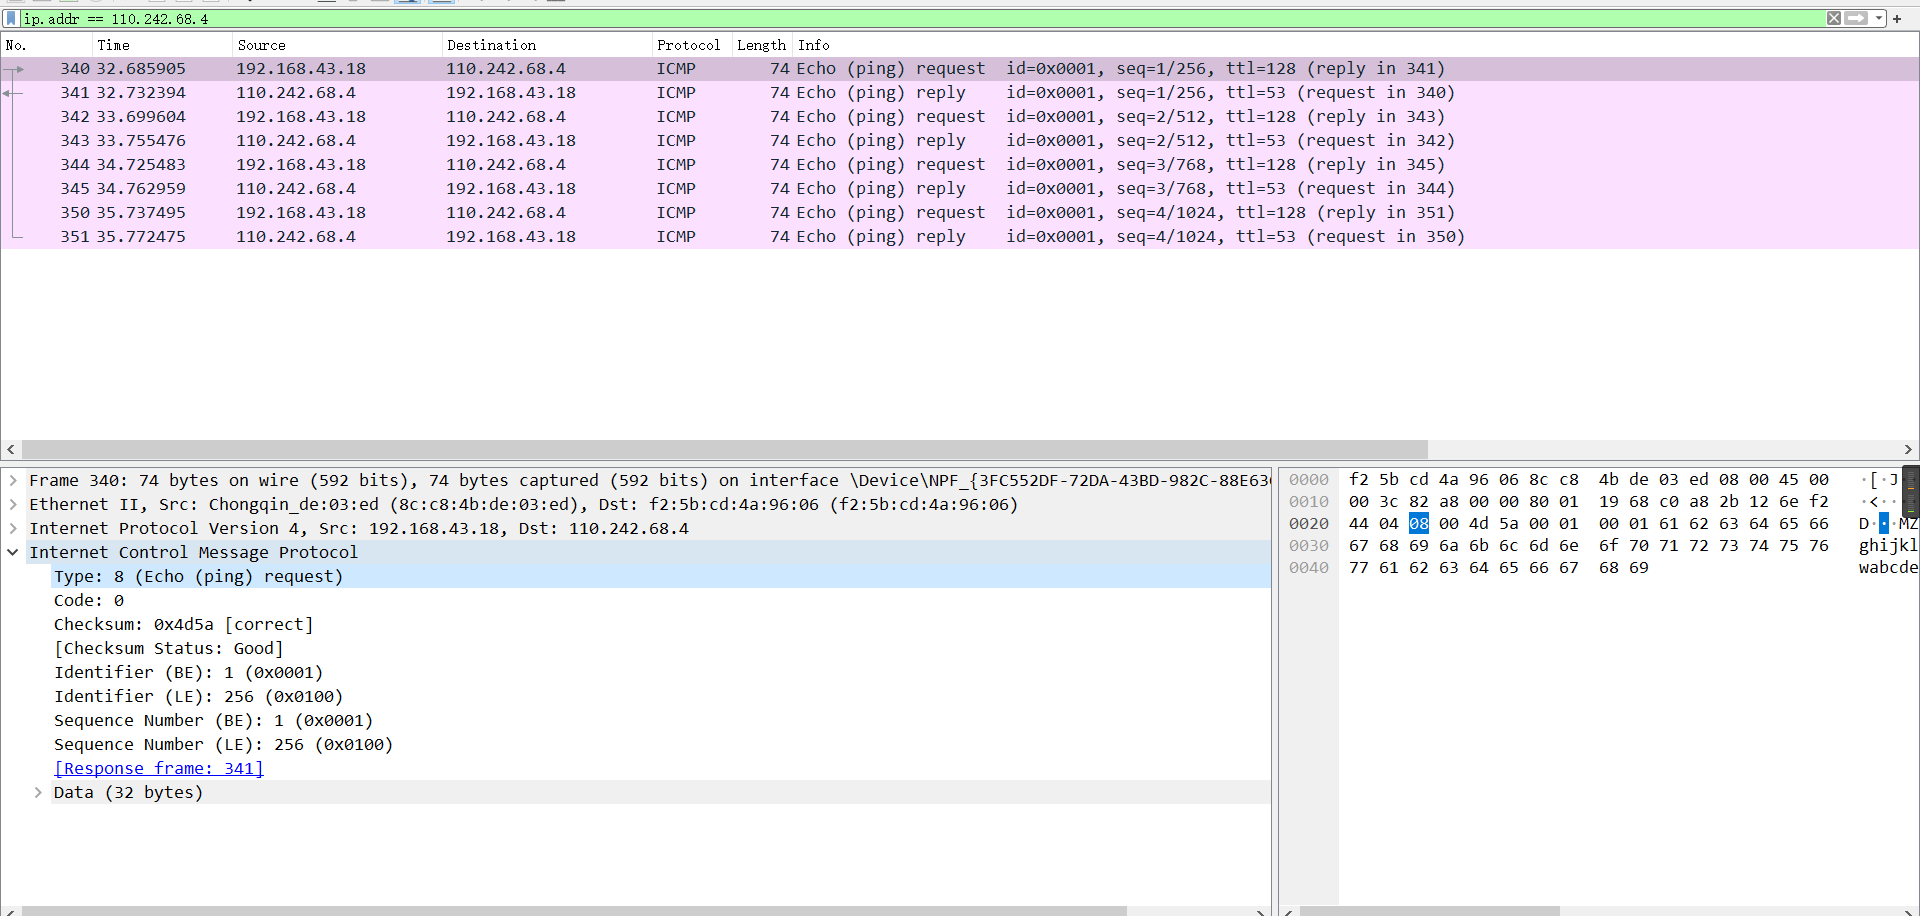 ip.addr == 110.242.68.4
No. Time Source Destination Protocol Length Info
340 32.685905 192.168.43.18 110.242.68.4 ICMP 74 Echo (ping) request id=0x0001, seq=1/256, ttl=128 (reply in 341)
341 32.732394 110.242.68.4 192.168.43.18 ICMP 74 Echo (ping) reply id=0x0001, seq=1/256, ttl=53 (request in 340)
342 33.699604 192.168.43.18 110.242.68.4 ICMP 74 Echo (ping) request id=0x0001, seq=2/512, ttl=128 (reply in 343)
343 33.755476 110.242.68.4 192.168.43.18 ICMP 74 Echo (ping) reply id=0x0001, seq=2/512, ttl=53 (request in 342)
344 34.725483 192.168.43.18 110.242.68.4 ICMP 74 Echo (ping) request id=0x0001, seq=3/768, ttl=128 (reply in 345)
345 34.762959 110.242.68.4 192.168.43.18 ICMP 74 Echo (ping) reply id=0x0001, seq=3/768, ttl=53 (request in 344)
350 35.737495 192.168.43.18 110.242.68.4 ICMP 74 Echo (ping) request id=0x0001, seq=4/1024, ttl=128 (reply in 351)
351 35.772475 110.242.68.4 192.168.43.18 ICMP 74 Echo (ping) reply id=0x0001, seq=4/1024, ttl=53 (request in 350)
Frame 340: 74 bytes on wire (592 bits), 74 bytes captured (592 bits) on interface \Device\NPF_{3FC552DF-72DA-43BD-982C-88E63
Ethernet II, Src: Chongqin_de:03:ed (8c:c8:4b:de:03:ed), Dst: f2:5b:cd:4a:96:06 (f2:5b:cd:4a:96:06)
Internet Protocol Version 4, Src: 192.168.43.18, Dst: 110.242.68.4
Internet Control Message Protocol
Type: 8 (Echo (ping) request)
Code: 0
Checksum: 0x4d5a [correct]
[Checksum Status: Good]
Identifier (BE): 1 (0x0001)
Identifier (LE): 256 (0x0100)
Sequence Number (BE): 1 (0x0001)
Sequence Number (LE): 256 (0x0100)
[Response frame: 341]
Data (32 bytes)
0000 f2 5b cd 4a 96 06 8c c8 4b de 03 ed 08 00 45 00 ·[·J·
0010 00 3c 82 a8 00 00 80 01 19 68 c0 a8 2b 12 6e f2 ·<··
0020 44 04 08 00 4d 5a 00 01 00 01 61 62 63 64 65 66 D···MZ
0030 67 68 69 6a 6b 6c 6d 6e 6f 70 71 72 73 74 75 76 ghijkl
0040 77 61 62 63 64 65 66 67 68 69 wabcde